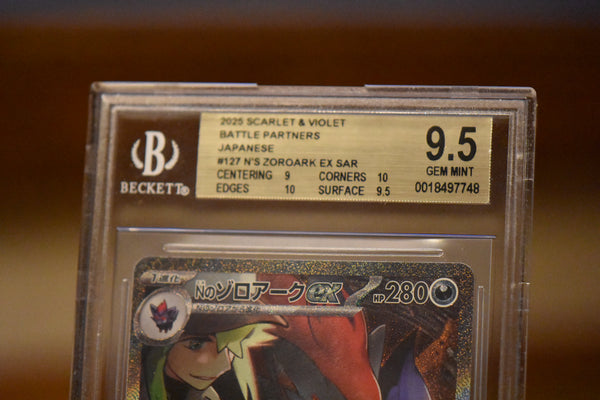 2025 SCARLET & VIOLET
BATTLE PARTNERS
JAPANESE
#127 N'S ZOROARK EX SAR
CENTERING 9 CORNERS 10
EDGES 10 SURFACE 9.5
9.5
GEM MINT
0018497748
B
BECKETT®
1進化
Nのゾロアークex HP280